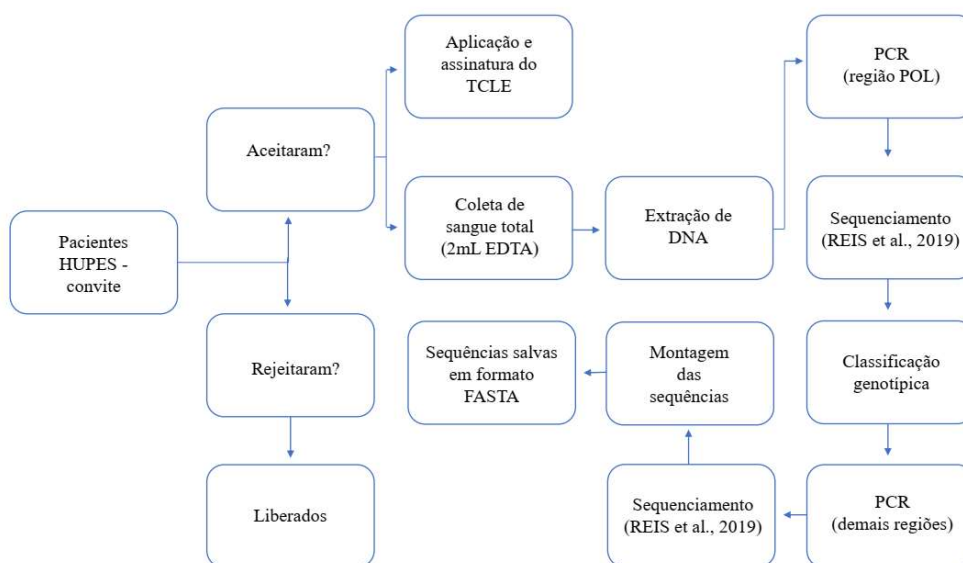 Pacientes
HUPES -
convite
Aceitaram?
Rejeitaram?
Liberados
Aplicação e
assinatura do
TCLE
Coleta de
sangue total
(2mL EDTA)
Extração de
DNA
PCR
(região POL)
Sequenciamento
(REIS et al., 2019)
Classificação
genotípica
PCR
(demais regiões)
Sequenciamento
(REIS et al., 2019)
Montagem
das
sequências
Sequências salvas
em formato
FASTA